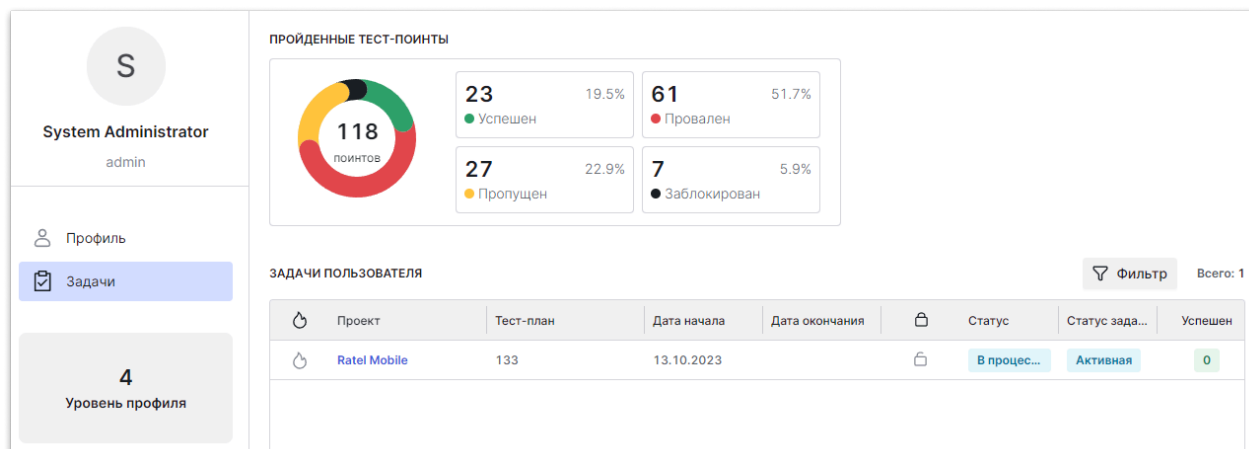 S
System Administrator
admin
Профиль
Задачи
4
Уровень профиля
ПРОЙДЕННЫЕ ТЕСТ-ПОИНТЫ
118
поинтов
23 19.5%
Успешен
61 51.7%
Провален
27 22.9%
Пропущен
7 5.9%
Заблокирован
ЗАДАЧИ ПОЛЬЗОВАТЕЛЯ
Фильтр Всего: 1
Проект Тест-план Дата начала Дата окончания Статус Статус зада... Успешен
Ratel Mobile 133 13.10.2023 В процес... Активная 0